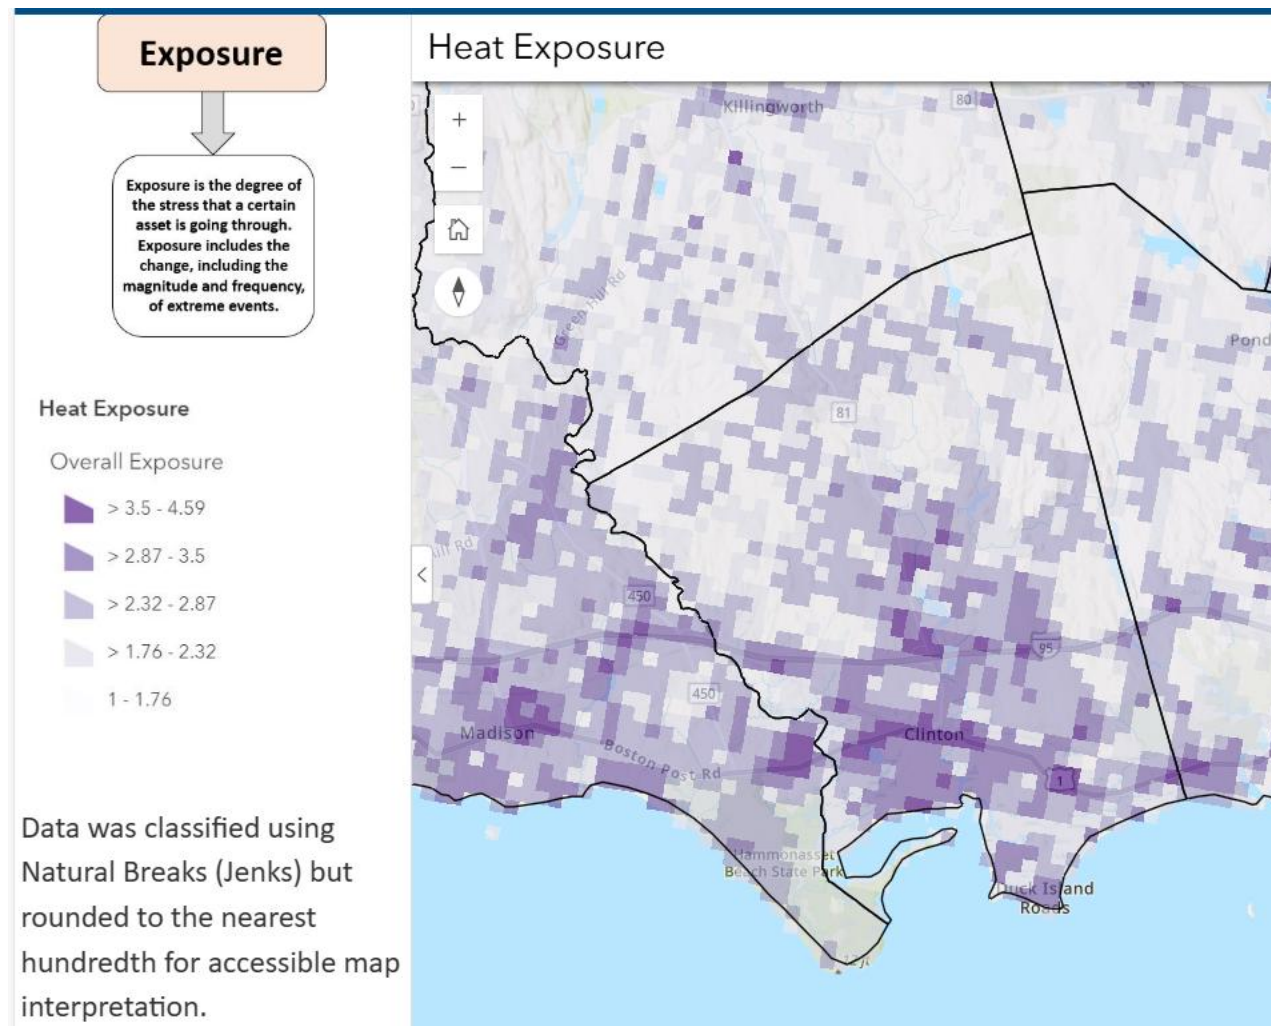 Exposure
Exposure is the degree of
the stress that a certain
asset is going through.
Exposure includes the
change, including the
magnitude and frequency,
of extreme events.
Heat Exposure
Overall Exposure
> 3.5 - 4.59
> 2.87 - 3.5
> 2.32 - 2.87
> 1.76 - 2.32
1 - 1.76
Data was classified using
Natural Breaks (Jenks) but
rounded to the nearest
hundredth for accessible map
interpretation.
Heat Exposure
+
−
Killingworth
80
Green Hill Rd
Pond
81
450
95
450
Madison
Boston Post Rd
Clinton
1
Hammonasset
Beach State Park
Duck Island
Roads